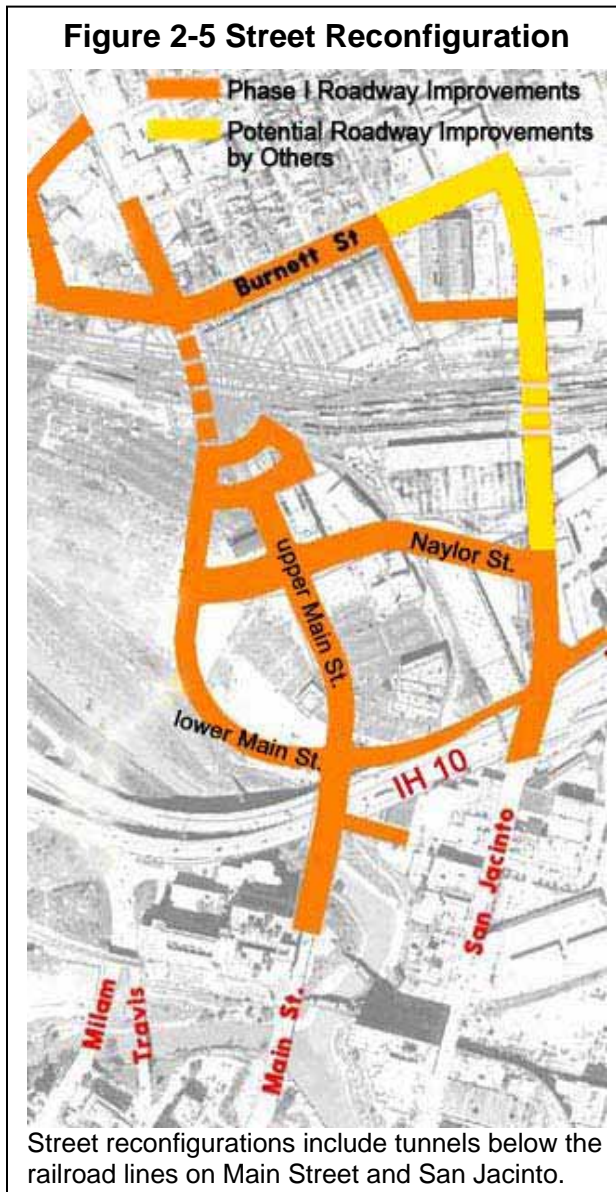 Figure 2-5 Street Reconfiguration
Phase I Roadway Improvements
Potential Roadway Improvements
by Others
Burnett St
Naylor St.
upper Main St.
lower Main St.
IH 10
San Jacinto
Milam
Travis
Main St.
Street reconfigurations include tunnels below the
railroad lines on Main Street and San Jacinto.